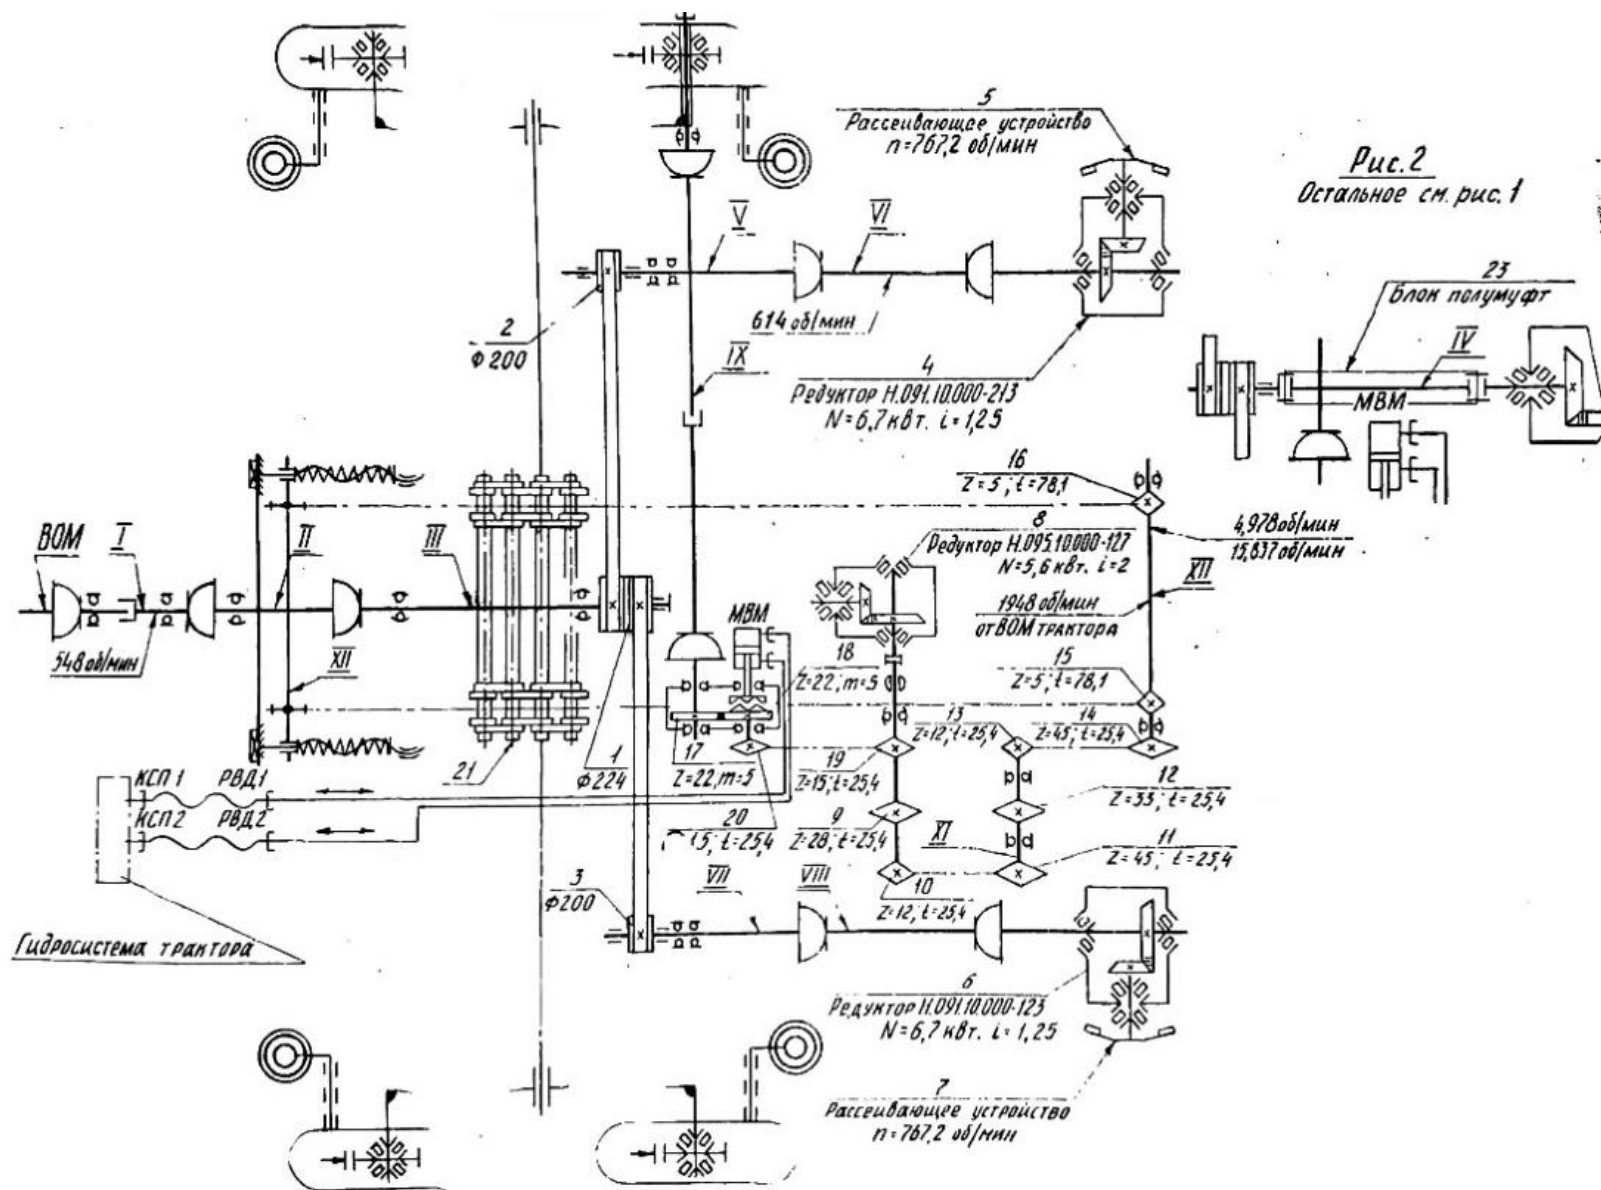 5
Рассеивающее устройство
n=767,2 об/мин
Рис.2
Остальное см. рис. 1
V
VI
23
Блок полумуфт
2
Ф200
614 об/мин
IX
4
Редуктор Н.091.10.000-213
N=6,7 квт. i=1,25
IV
МВМ
16
Z=5; t=78,1
8
Редуктор Н.095.10.000-127
N=5,6 квт. i=2
4,978 об/мин
15,837 об/мин
XII
1948 об/мин
от ВОМ трактора
ВОМ
I
II
III
548 об/мин
XII
МВМ
18
Z=22; m=5
15
Z=5; t=78,1
13
Z=12; t=25,4
14
Z=45; t=25,4
21
1
Ф224
17
Z=22, m=5
19
Z=15; t=25,4
12
Z=33; t=25,4
КСП 1
РВД1
КСП2
РВД2
20
t=25,4
9
Z=28; t=25,4
XI
11
Z=45; t=25,4
3
Ф200
VII
VIII
10
Z=12; t=25,4
Гидросистема трактора
6
Редуктор Н.091.10.000-123
N=6,7 квт. i=1,25
7
Рассеивающее устройство
n=767,2 об/мин